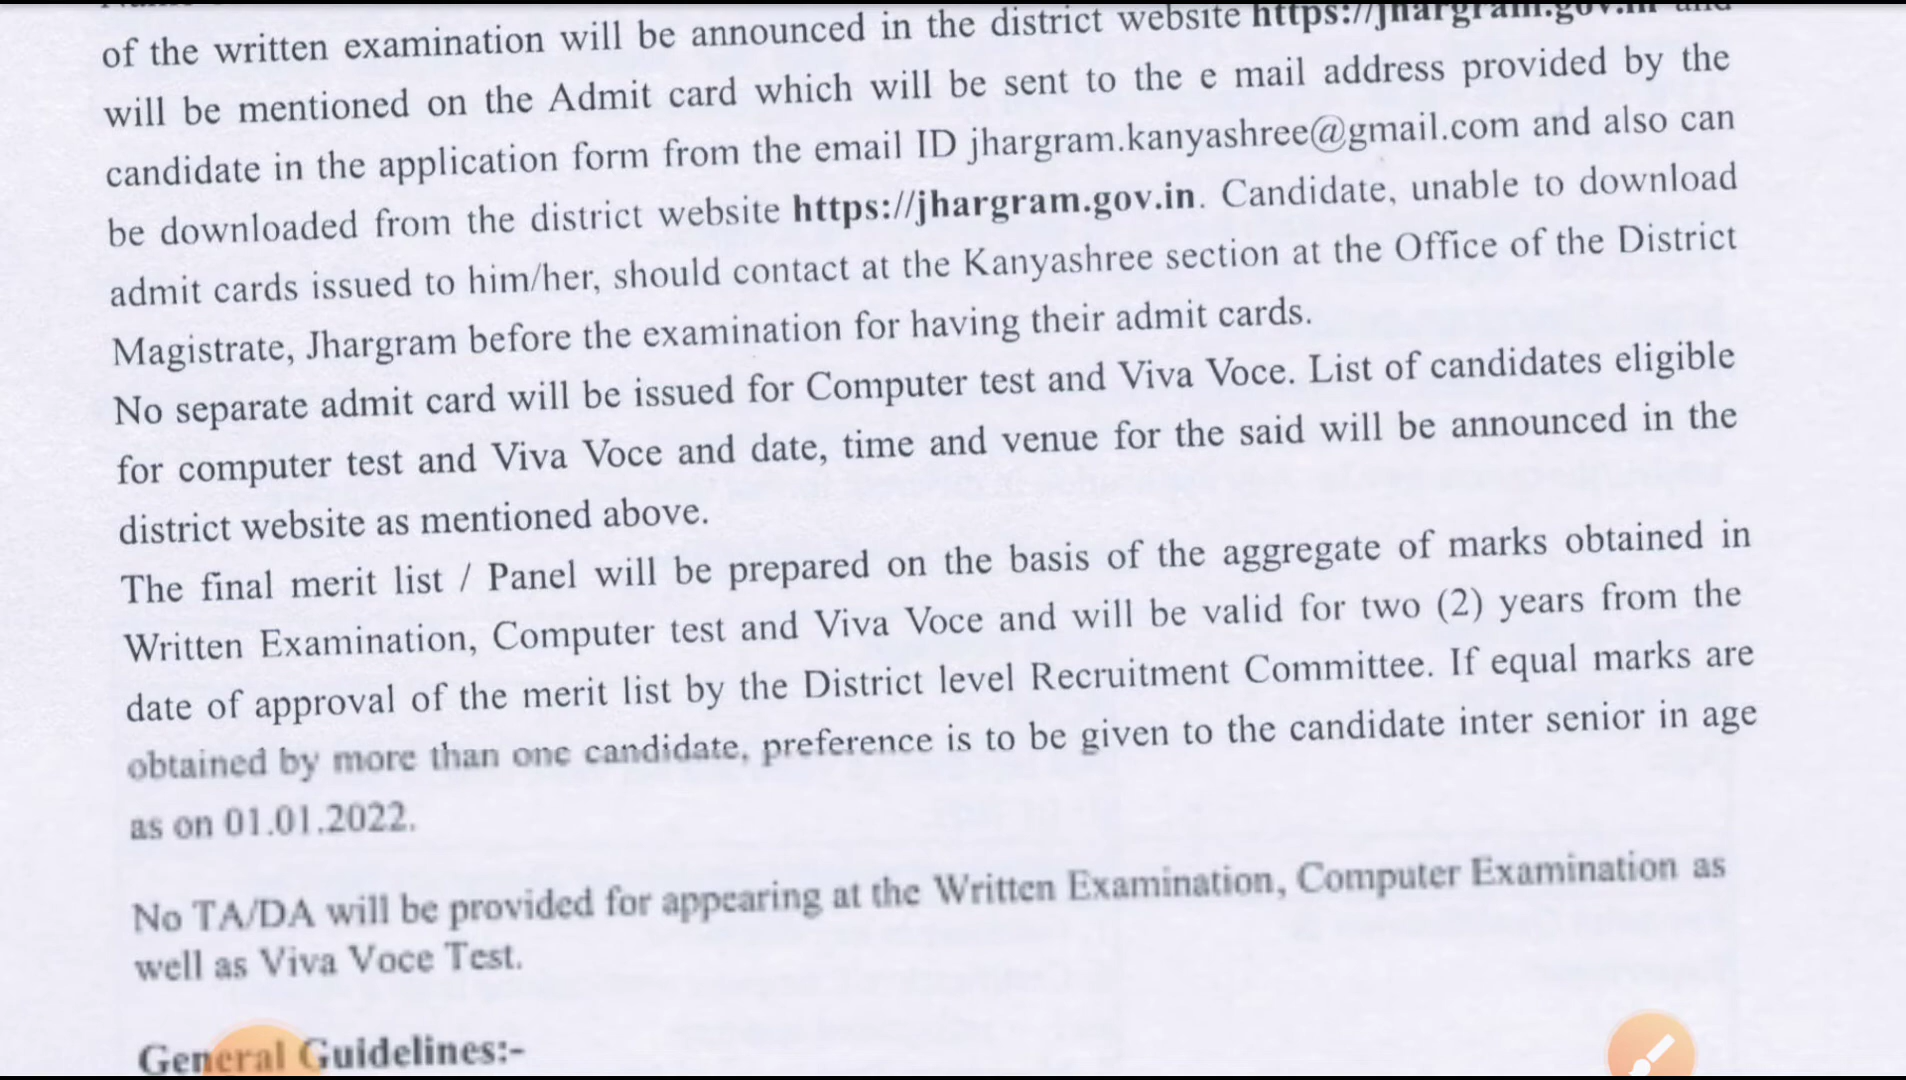 of the written examination will be announced in the district website https://jhargram.gov.in and
will be mentioned on the Admit card which will be sent to the e mail address provided by the
candidate in the application form from the email ID jhargram.kanyashree@gmail.com and also can
be downloaded from the district website https://jhargram.gov.in. Candidate, unable to download
admit cards issued to him/her, should contact at the Kanyashree section at the Office of the District
Magistrate, Jhargram before the examination for having their admit cards.
No separate admit card will be issued for Computer test and Viva Voce. List of candidates eligible
for computer test and Viva Voce and date, time and venue for the said will be announced in the
district website as mentioned above.
The final merit list / Panel will be prepared on the basis of the aggregate of marks obtained in
Written Examination, Computer test and Viva Voce and will be valid for two (2) years from the
date of approval of the merit list by the District level Recruitment Committee. If equal marks are
obtained by more than one candidate, preference is to be given to the candidate inter senior in age
as on 01.01.2022.
No TA/DA will be provided for appearing at the Written Examination, Computer Examination as
well as Viva Voce Test.
General Guidelines:-